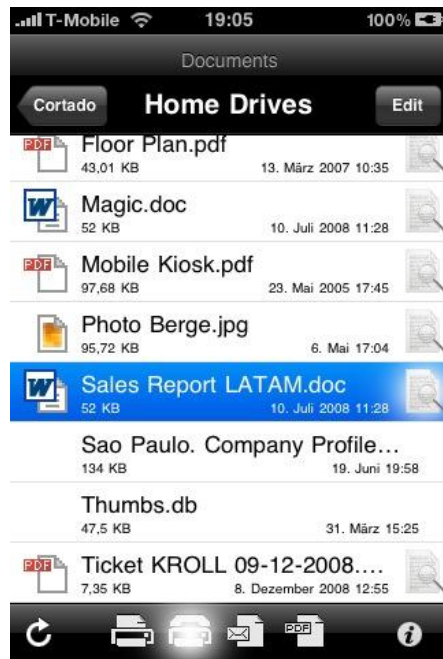 T-Mobile 19:05 100%
Documents
Cortado Home Drives Edit
PDF Floor Plan.pdf
43,01 KB 13. März 2007 10:35
W Magic.doc
52 KB 10. Juli 2008 11:28
PDF Mobile Kiosk.pdf
97,68 KB 23. Mai 2005 17:45
Photo Berge.jpg
95,72 KB 6. Mai 17:04
W Sales Report LATAM.doc
52 KB 10. Juli 2008 11:28
Sao Paulo. Company Profile...
134 KB 19. Juni 19:58
Thumbs.db
47,5 KB 31. März 15:25
PDF Ticket KROLL 09-12-2008....
7,35 KB 8. Dezember 2008 12:55
PDF i